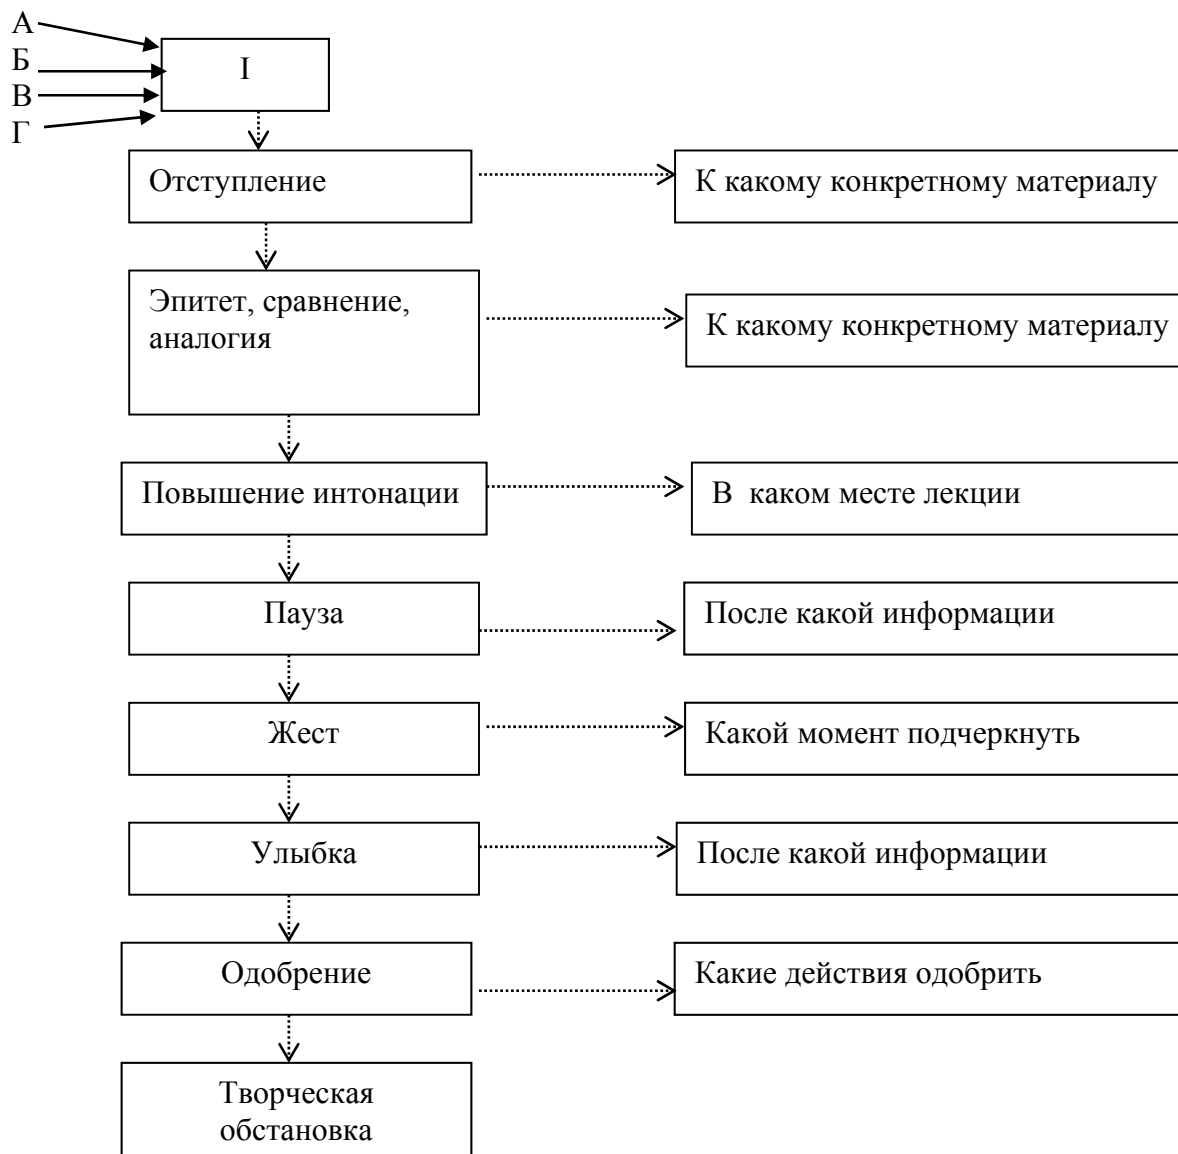 А
Б
В
Г
I
Отступление
К какому конкретному материалу
Эпитет, сравнение,
аналогия
К какому конкретному материалу
Повышение интонации
В каком месте лекции
Пауза
После какой информации
Жест
Какой момент подчеркнуть
Улыбка
После какой информации
Одобрение
Какие действия одобрить
Творческая
обстановка